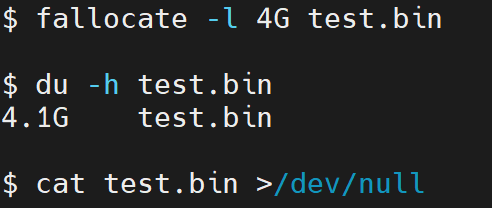 $ fallocate -l 4G test.bin
$ du -h test.bin
4.1G    test.bin
$ cat test.bin >/dev/null